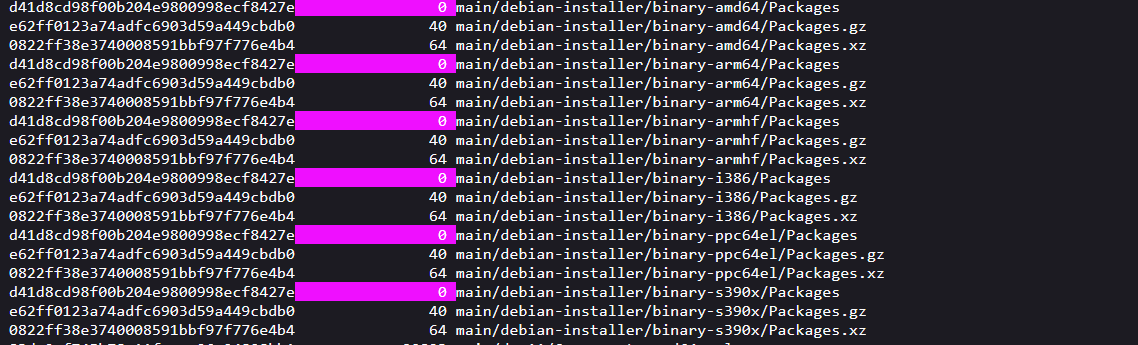 d41d8cd98f00b204e9800998ecf8427e 0 main/debian-installer/binary-amd64/Packages
e62ff0123a74adfc6903d59a449cbdb0 40 main/debian-installer/binary-amd64/Packages.gz
0822ff38e3740008591bbf97f776e4b4 64 main/debian-installer/binary-amd64/Packages.xz
d41d8cd98f00b204e9800998ecf8427e 0 main/debian-installer/binary-arm64/Packages
e62ff0123a74adfc6903d59a449cbdb0 40 main/debian-installer/binary-arm64/Packages.gz
0822ff38e3740008591bbf97f776e4b4 64 main/debian-installer/binary-arm64/Packages.xz
d41d8cd98f00b204e9800998ecf8427e 0 main/debian-installer/binary-armhf/Packages
e62ff0123a74adfc6903d59a449cbdb0 40 main/debian-installer/binary-armhf/Packages.gz
0822ff38e3740008591bbf97f776e4b4 64 main/debian-installer/binary-armhf/Packages.xz
d41d8cd98f00b204e9800998ecf8427e 0 main/debian-installer/binary-i386/Packages
e62ff0123a74adfc6903d59a449cbdb0 40 main/debian-installer/binary-i386/Packages.gz
0822ff38e3740008591bbf97f776e4b4 64 main/debian-installer/binary-i386/Packages.xz
d41d8cd98f00b204e9800998ecf8427e 0 main/debian-installer/binary-ppc64el/Packages
e62ff0123a74adfc6903d59a449cbdb0 40 main/debian-installer/binary-ppc64el/Packages.gz
0822ff38e3740008591bbf97f776e4b4 64 main/debian-installer/binary-ppc64el/Packages.xz
d41d8cd98f00b204e9800998ecf8427e 0 main/debian-installer/binary-s390x/Packages
e62ff0123a74adfc6903d59a449cbdb0 40 main/debian-installer/binary-s390x/Packages.gz
0822ff38e3740008591bbf97f776e4b4 64 main/debian-installer/binary-s390x/Packages.xz